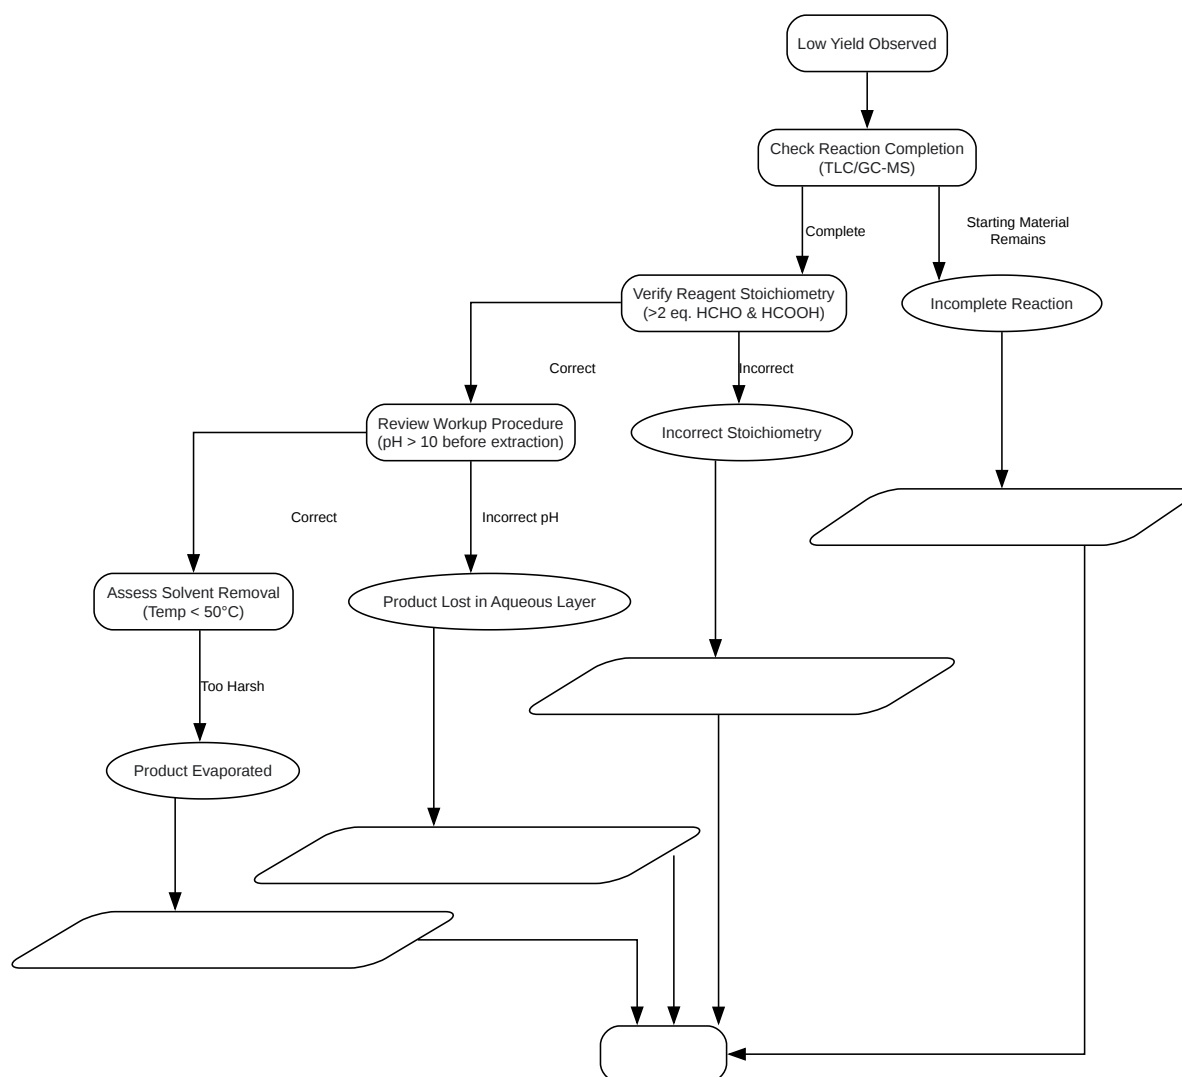 Low Yield Observed
Check Reaction Completion
(TLC/GC-MS)
Complete
Starting Material
Remains
Verify Reagent Stoichiometry
(>2 eq. HCHO & HCOOH)
Incomplete Reaction
Correct
Incorrect
Review Workup Procedure
(pH > 10 before extraction)
Incorrect Stoichiometry
Correct
Incorrect pH
Assess Solvent Removal
(Temp < 50°C)
Product Lost in Aqueous Layer
Too Harsh
Product Evaporated